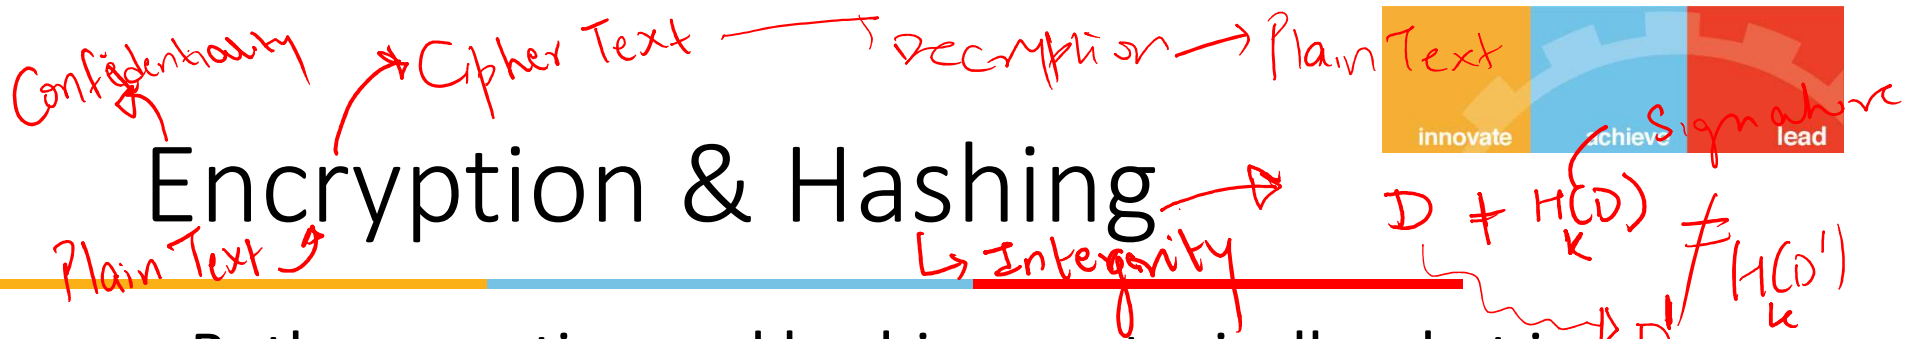 Confidentiality
Cipher Text
Decryption → Plain Text
innovate achieve lead
Signature
Encryption & Hashing
D + H(D)
K
≠
H(D')
K
Plain Text
Integrity
D'